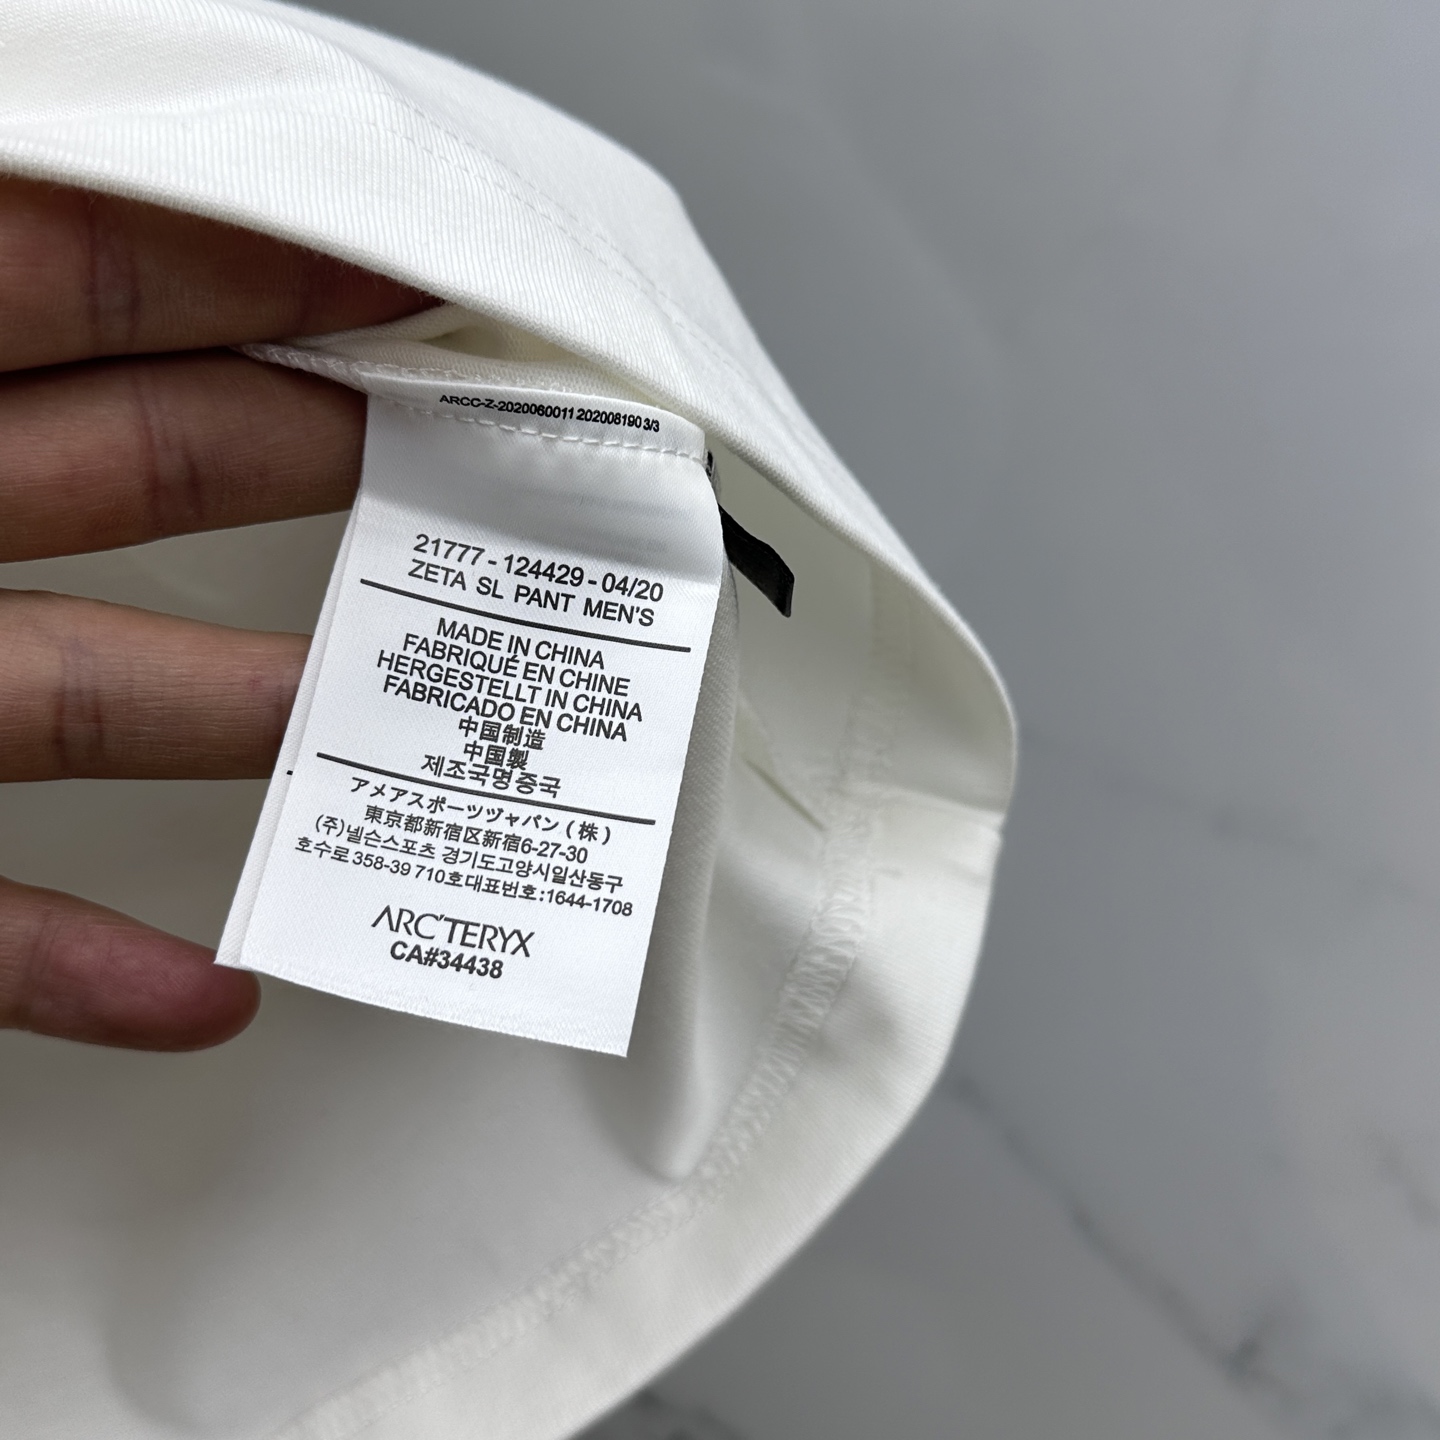 ARCC-Z-2020060011 202008190 3/3
21777 - 124429 - 04/20
ZETA SL PANT MEN'S
MADE IN CHINA
FABRIQUÉ EN CHINE
HERGESTELLT IN CHINA
FABRICADO EN CHINA
中国制造
中国製
제조국명중국
アメアスポーツヅャパン (株)
東京都新宿区新宿6-27-30
(주)넬슨스포츠 경기도고양시일산동구
호수로 358-39 710호대표번호:1644-1708
ARC'TERYX
CA#34438